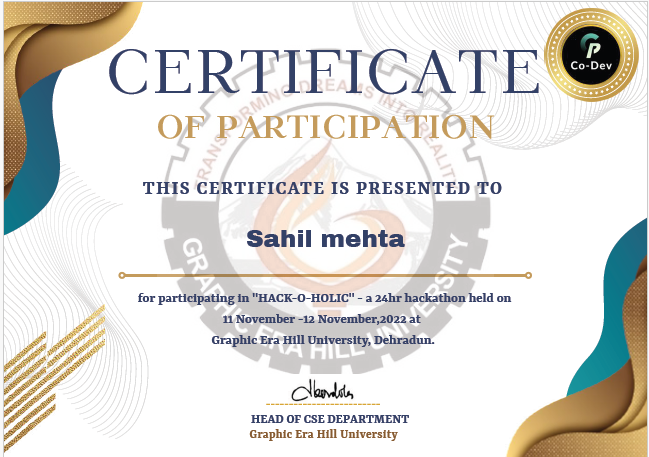 CERTIFICATE
Co-Dev
OF PARTICIPATION
TRANSFORMING DREAMS INTO REALITY
THIS CERTIFICATE IS PRESENTED TO
Sahil mehta
GRAPHIC ERA HILL UNIVERSITY
for participating in "HACK-O-HOLIC" - a 24hr hackathon held on
11 November -12 November,2022 at
Graphic Era Hill University, Dehradun.
HEAD OF CSE DEPARTMENT
Graphic Era Hill University